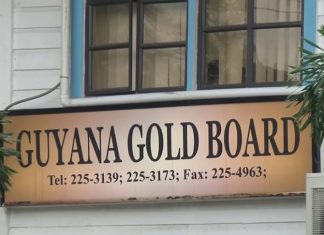 GUYANA GOLD BOARD
Tel: 225-3139; 225-3173; Fax: 225-4963;